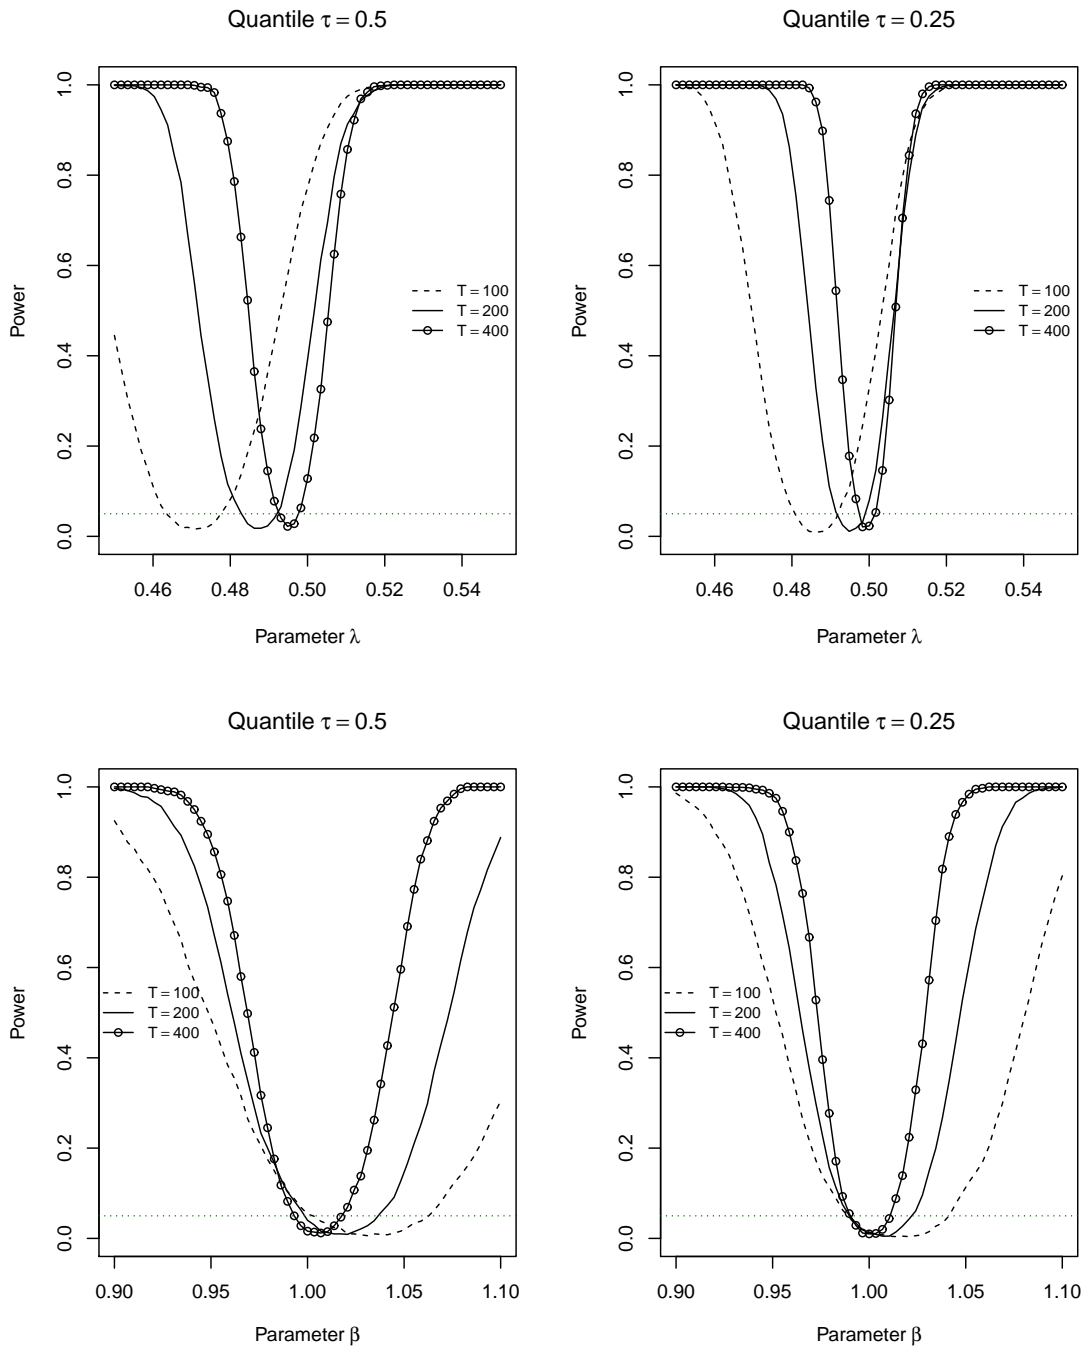 Quantile τ = 0.5
Power
0.0 0.2 0.4 0.6 0.8 1.0
T = 100
T = 200
T = 400
0.46 0.48 0.50 0.52 0.54
Parameter λ
Quantile τ = 0.25
Power
0.0 0.2 0.4 0.6 0.8 1.0
T = 100
T = 200
T = 400
0.46 0.48 0.50 0.52 0.54
Parameter λ
Quantile τ = 0.5
Power
0.0 0.2 0.4 0.6 0.8 1.0
T = 100
T = 200
T = 400
0.90 0.95 1.00 1.05 1.10
Parameter β
Quantile τ = 0.25
Power
0.0 0.2 0.4 0.6 0.8 1.0
T = 100
T = 200
T = 400
0.90 0.95 1.00 1.05 1.10
Parameter β